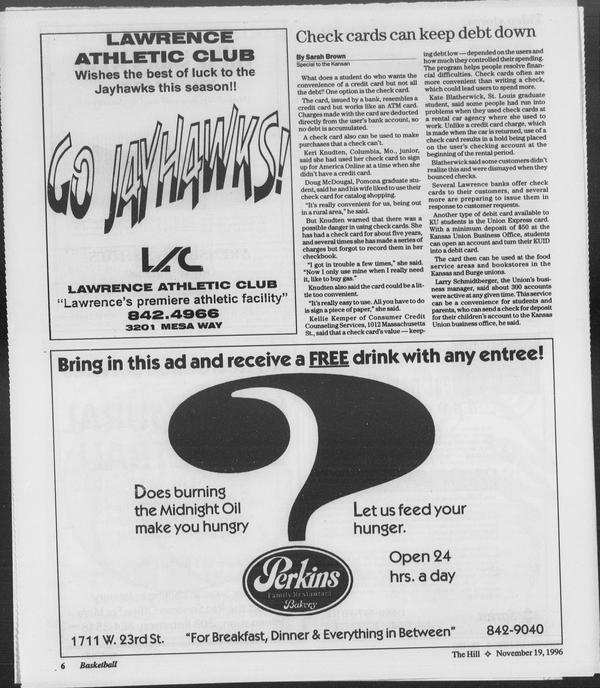 LAWRENCE
ATHLETIC CLUB
Wishes the best of luck to the
Jayhawks this season!!
GO JAYHAWKS!
LAC
LAWRENCE ATHLETIC CLUB
"Lawrence's premiere athletic facility"
842.4966
3201 MESA WAY
Check cards can keep debt down
By Sarah Brown
Special to the Kansan
What does a student do who wants the
convenience of a credit card but not all
the debt? One option is the check card.
The card, issued by a bank, resembles a
credit card but works like an ATM card.
Charges made with the card are deducted
directly from the user's bank account, so
no debt is accumulated.
A check card also can be used to make
purchases that a check can't.
Keri Knudten, Columbia, Mo., junior,
said she had used her check card to sign
up for America Online at a time when she
didn't have a credit card.
Doug McDougal, Pomona graduate stu-
dent, said he and his wife liked to use their
check card for catalog shopping.
"It's really convenient for us, being out
in a rural area," he said.
But Knudten warned that there was a
possible danger in using check cards. She
has had a check card for about five years,
and several times she has made a series of
charges but forgot to record them in her
checkbook.
"I got in trouble a few times," she said.
"Now I only use mine when I really need
it, like to buy gas."
Knudten also said the card could be a lit-
tle too convenient.
"It's really easy to use. All you have to do
is sign a piece of paper," she said.
Kellie Kemper of Consumer Credit
Counseling Services, 1012 Massachusetts
St., said that a check card's value — keep-
ing debt low — depended on the users and
how much they controlled their spending.
The program helps people resolve finan-
cial difficulties. Check cards often are
more convenient than writing a check,
which could lead users to spend more.
Kate Blatherwick, St. Louis graduate
student, said some people had run into
problems when they used check cards at
a rental car agency where she used to
work. Unlike a credit card charge, which
is made when the car is returned, use of a
check card results in a hold being placed
on the user's checking account at the
beginning of the rental period.
Blatherwick said some customers didn't
realize this and were dismayed when they
bounced checks.
Several Lawrence banks offer check
cards to their customers, and several
more are preparing to issue them in
response to customer requests.
Another type of debit card available to
KU students is the Union Express card.
With a minimum deposit of $50 at the
Kansas Union Business Office, students
can open an account and turn their KUID
into a debit card.
The card then can be used at the food
service areas and bookstores in the
Kansas and Burge unions.
Larry Schmidtberger, the Union's busi-
ness manager, said about 300 accounts
were active at any given time. This service
can be a convenience for students and
parents, who can send a check for deposit
for their children's account to the Kansas
Union business office, he said.
Bring in this ad and receive a FREE drink with any entree!
Does burning
the Midnight Oil
make you hungry
Let us feed your
hunger.
Open 24
hrs. a day
Perkins
Family Restaurant
Bakery
1711 W. 23rd St. "For Breakfast, Dinner & Everything in Between" 842-9040
6 Basketball
The Hill ✧ November 19, 1996